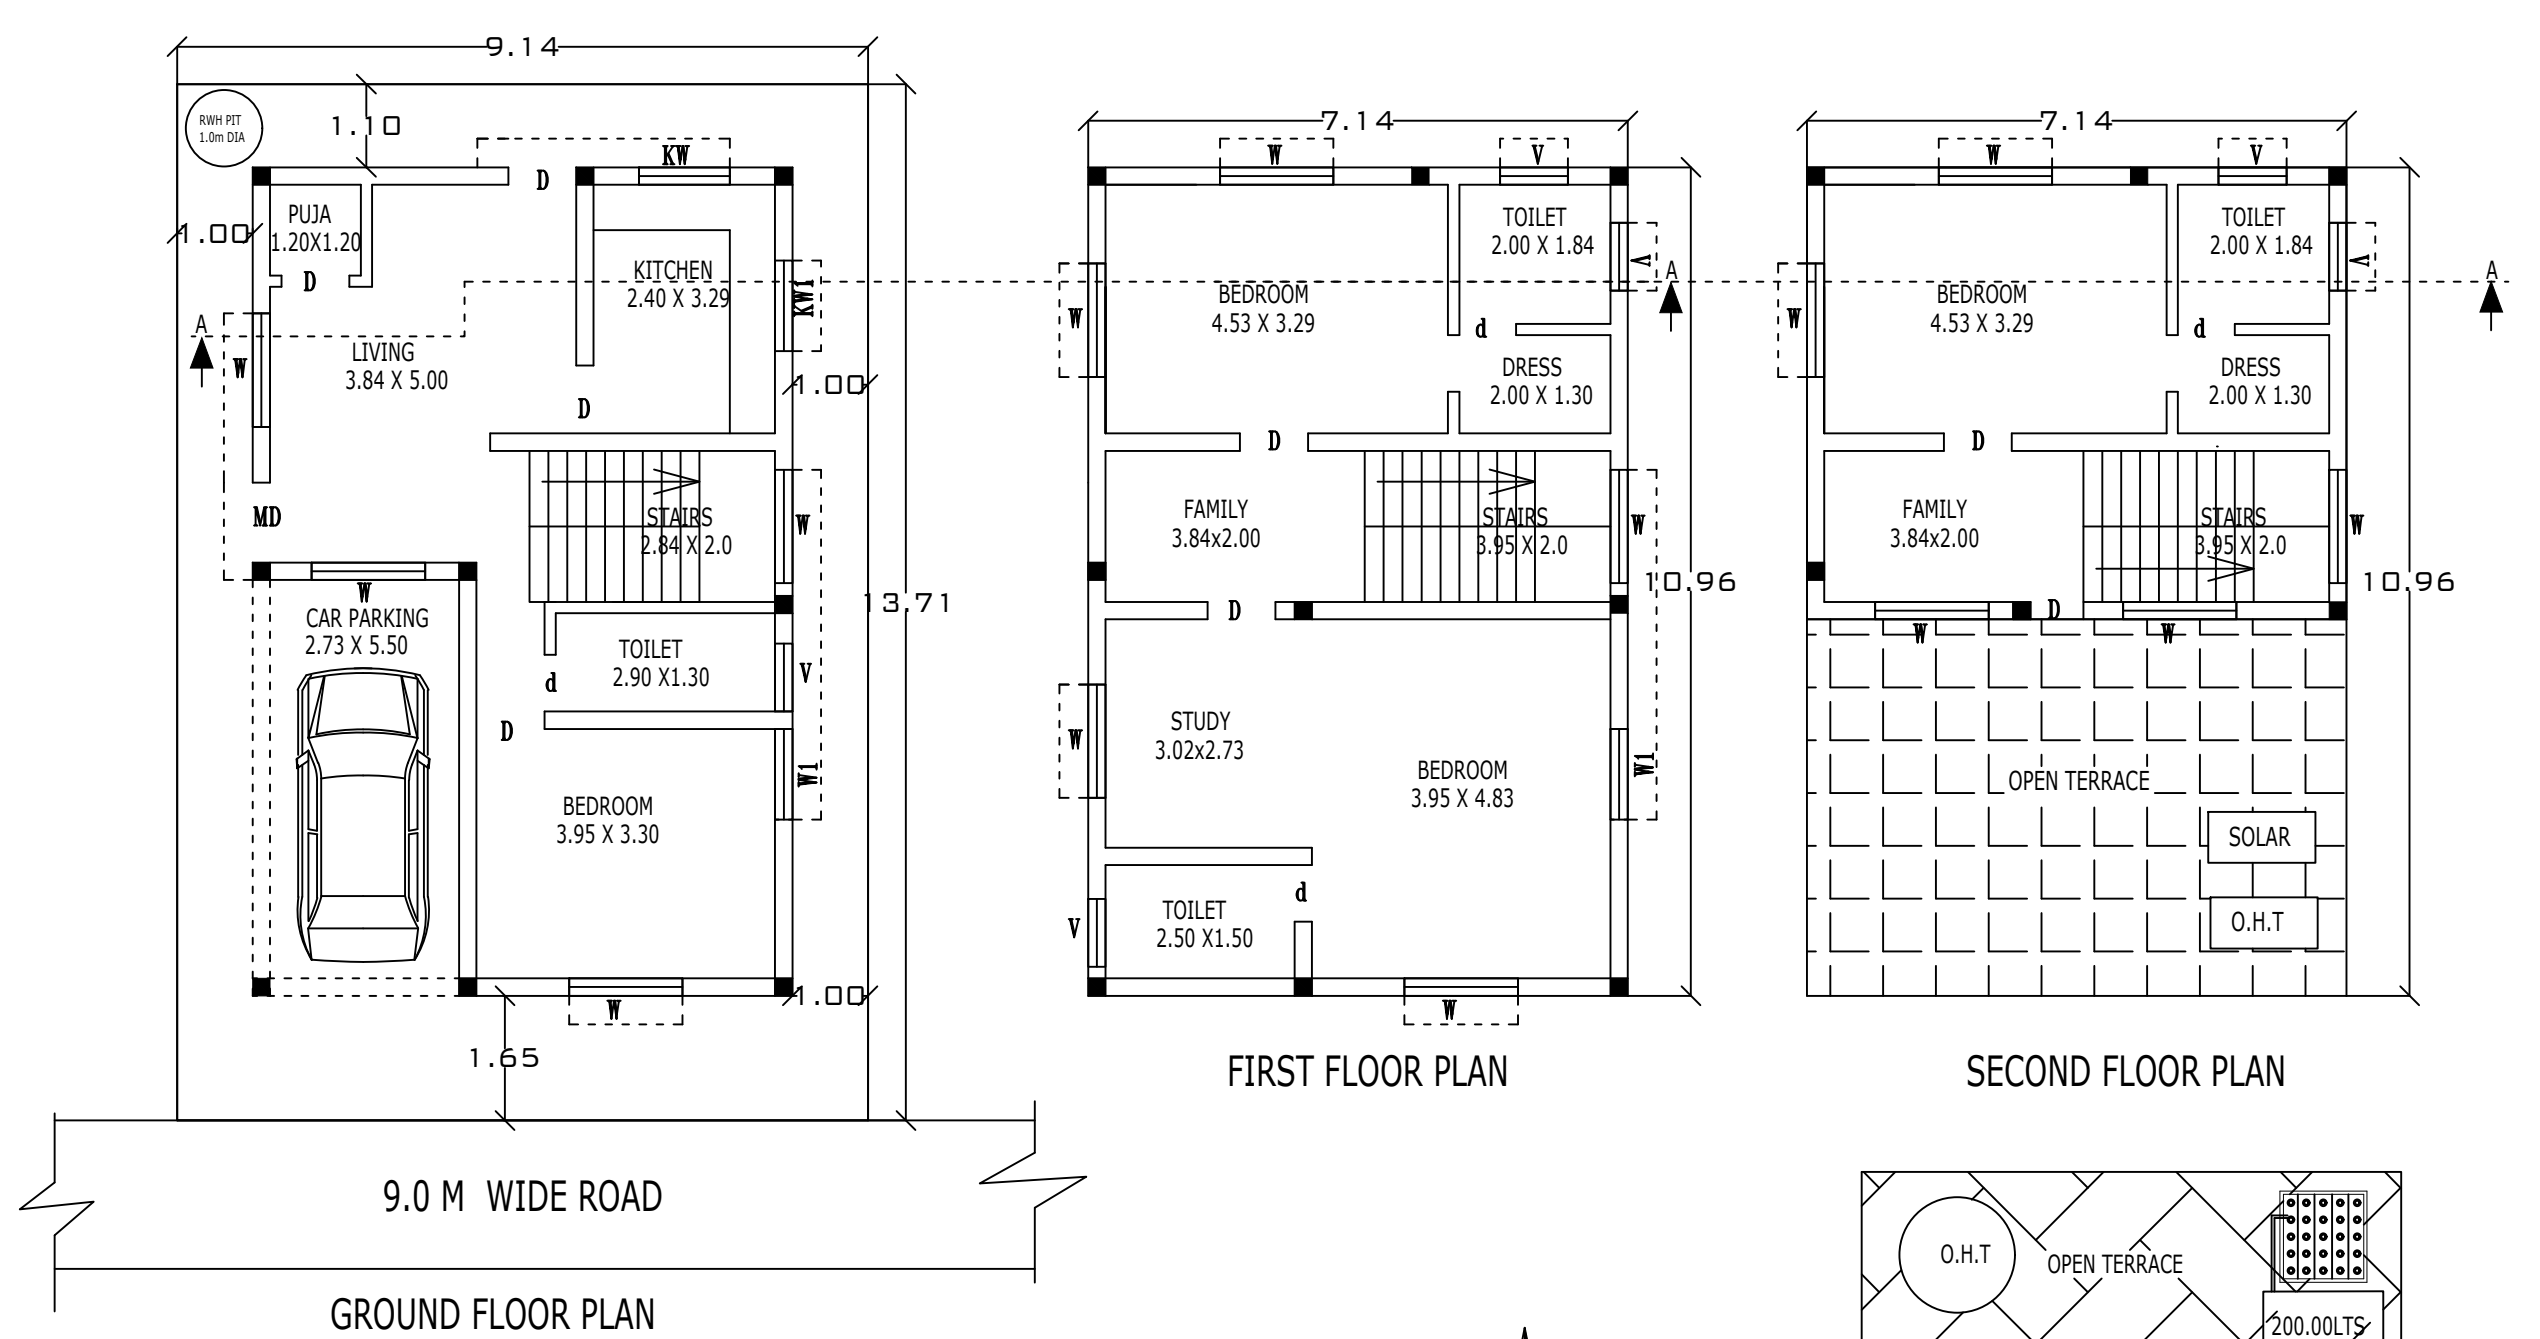 9.14
RWH PIT
1.0m DIA
1.10
KW
D
PUJA
1.20X1.20
1.00
D
KITCHEN
2.40 X 3.29
KW1
A
W
LIVING
3.84 X 5.00
1.00
D
MD
STAIRS
2.84 X 2.0
W
W
CAR PARKING
2.73 X 5.50
13.71
TOILET
2.90 X1.30
V
d
D
W1
BEDROOM
3.95 X 3.30
W
1.00
1.65
9.0 M WIDE ROAD
GROUND FLOOR PLAN
7.14
W
V
TOILET
2.00 X 1.84
V
A
BEDROOM
4.53 X 3.29
W
d
DRESS
2.00 X 1.30
D
FAMILY
3.84x2.00
STAIRS
3.95 X 2.0
W
10.96
D
STUDY
3.02x2.73
W
BEDROOM
3.95 X 4.83
W1
d
TOILET
2.50 X1.50
V
W
FIRST FLOOR PLAN
7.14
W
V
TOILET
2.00 X 1.84
V
A
BEDROOM
4.53 X 3.29
W
d
DRESS
2.00 X 1.30
D
FAMILY
3.84x2.00
STAIRS
3.95 X 2.0
W
10.96
D
W
W
OPEN TERRACE
SOLAR
O.H.T
SECOND FLOOR PLAN
O.H.T
OPEN TERRACE
200.00LTS